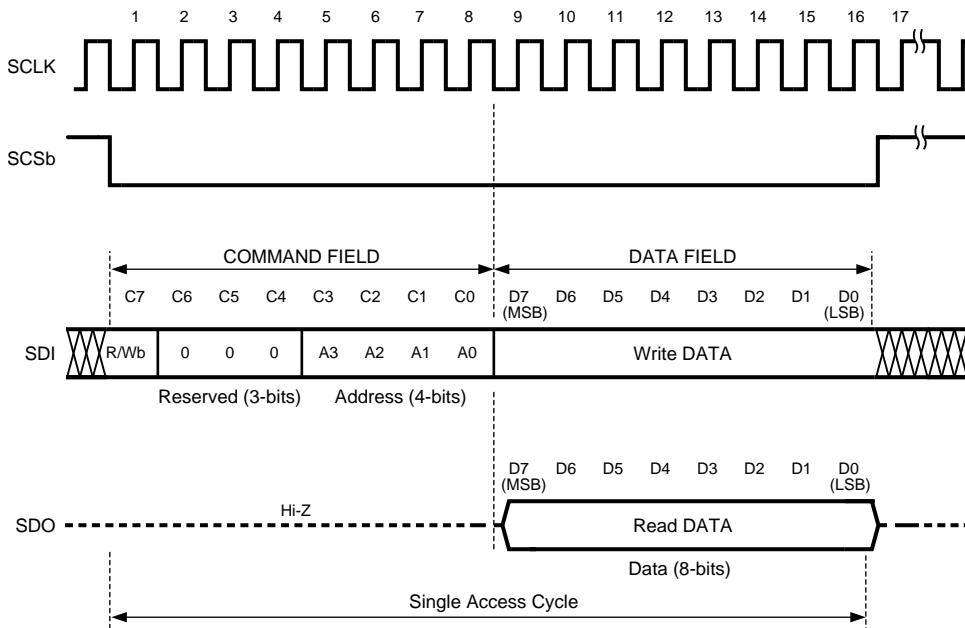 1 2 3 4 5 6 7 8 9 10 11 12 13 14 15 16 17
SCLK
SCSb
COMMAND FIELD DATA FIELD
C7 C6 C5 C4 C3 C2 C1 C0 D7 D6 D5 D4 D3 D2 D1 D0
(MSB) (LSB)
SDI R/Wb 0 0 0 A3 A2 A1 A0 Write DATA
Reserved (3-bits) Address (4-bits)
D7 D6 D5 D4 D3 D2 D1 D0
(MSB) (LSB)
Hi-Z
SDO Read DATA
Data (8-bits)
Single Access Cycle